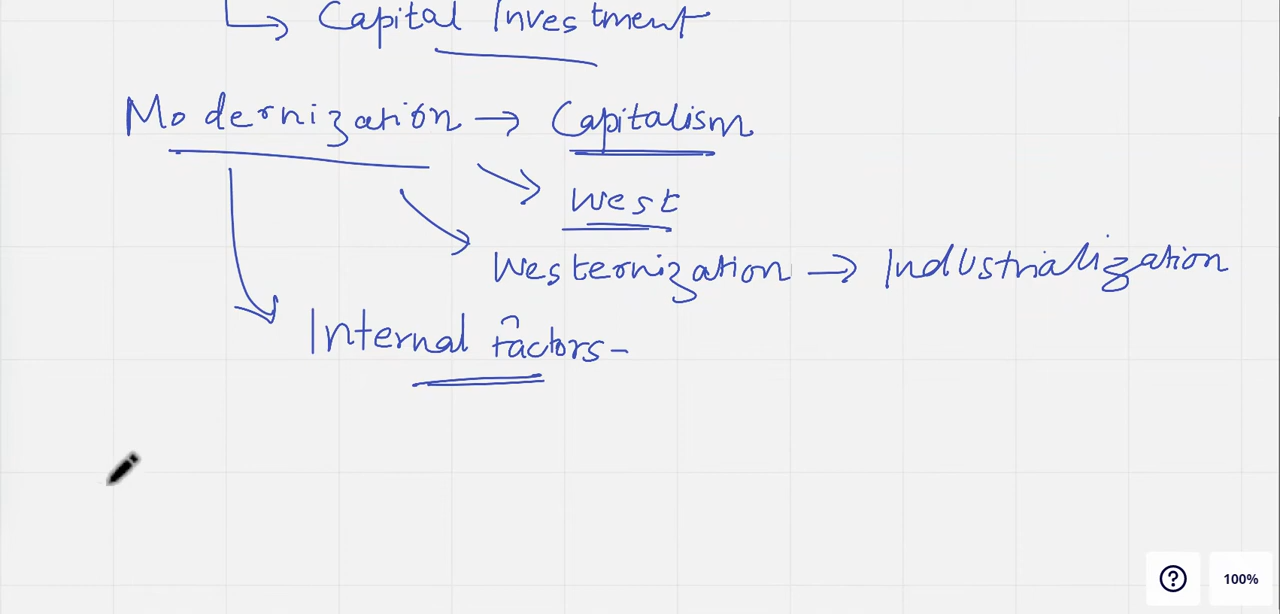 ↳ Capital Investment
Modernization → Capitalism
West
Westernization → Industrialization
Internal factors-
100%